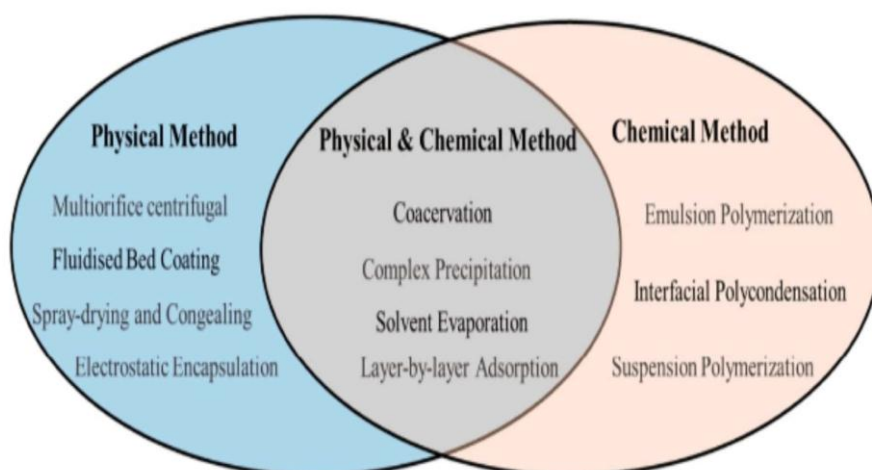 Physical Method
Multiorifice centrifugal
Fluidised Bed Coating
Spray-drying and Congealing
Electrostatic Encapsulation
Physical & Chemical Method
Coacervation
Complex Precipitation
Solvent Evaporation
Layer-by-layer Adsorption
Chemical Method
Emulsion Polymerization
Interfacial Polycondensation
Suspension Polymerization